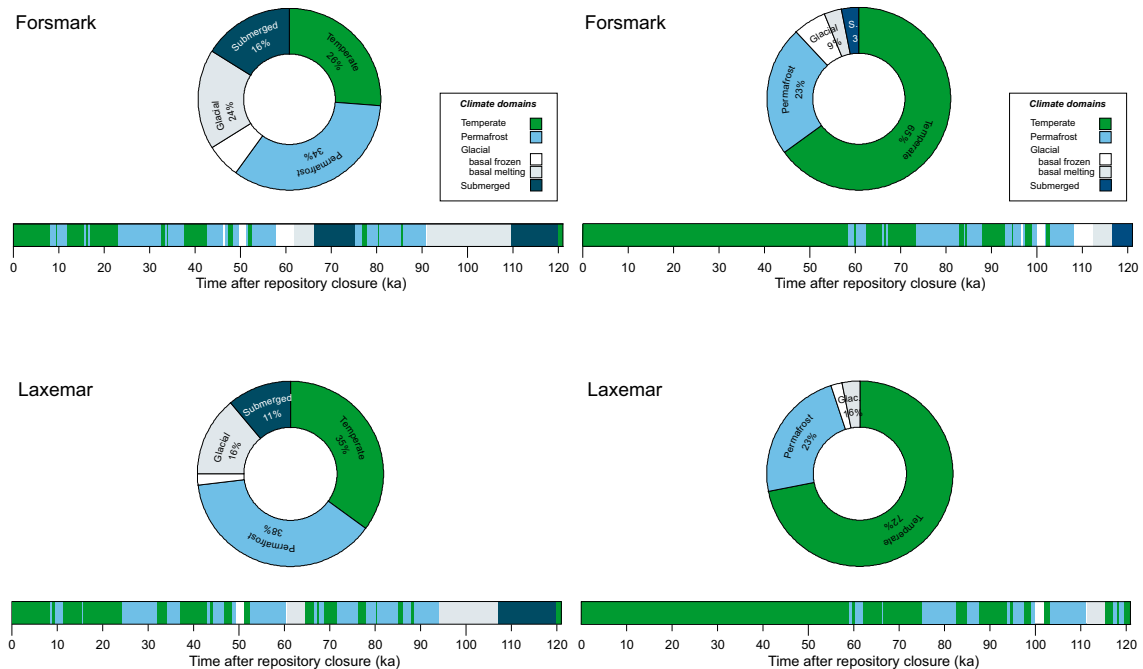 Forsmark
Submerged
16%
Temperate
26%
Glacial
24%
Permafrost
34%
Climate domains
Temperate
Permafrost
Glacial
basal frozen
basal melting
Submerged
0 10 20 30 40 50 60 70 80 90 100 110 120
Time after repository closure (ka)
Forsmark
Glacial
9%
S.
3
Permafrost
23%
Temperate
65%
Climate domains
Temperate
Permafrost
Glacial
basal frozen
basal melting
Submerged
0 10 20 30 40 50 60 70 80 90 100 110 120
Time after repository closure (ka)
Laxemar
Submerged
11%
Temperate
35%
Glacial
16%
Permafrost
38%
0 10 20 30 40 50 60 70 80 90 100 110 120
Time after repository closure (ka)
Laxemar
Glac.
16%
Permafrost
23%
Temperate
72%
0 10 20 30 40 50 60 70 80 90 100 110 120
Time after repository closure (ka)